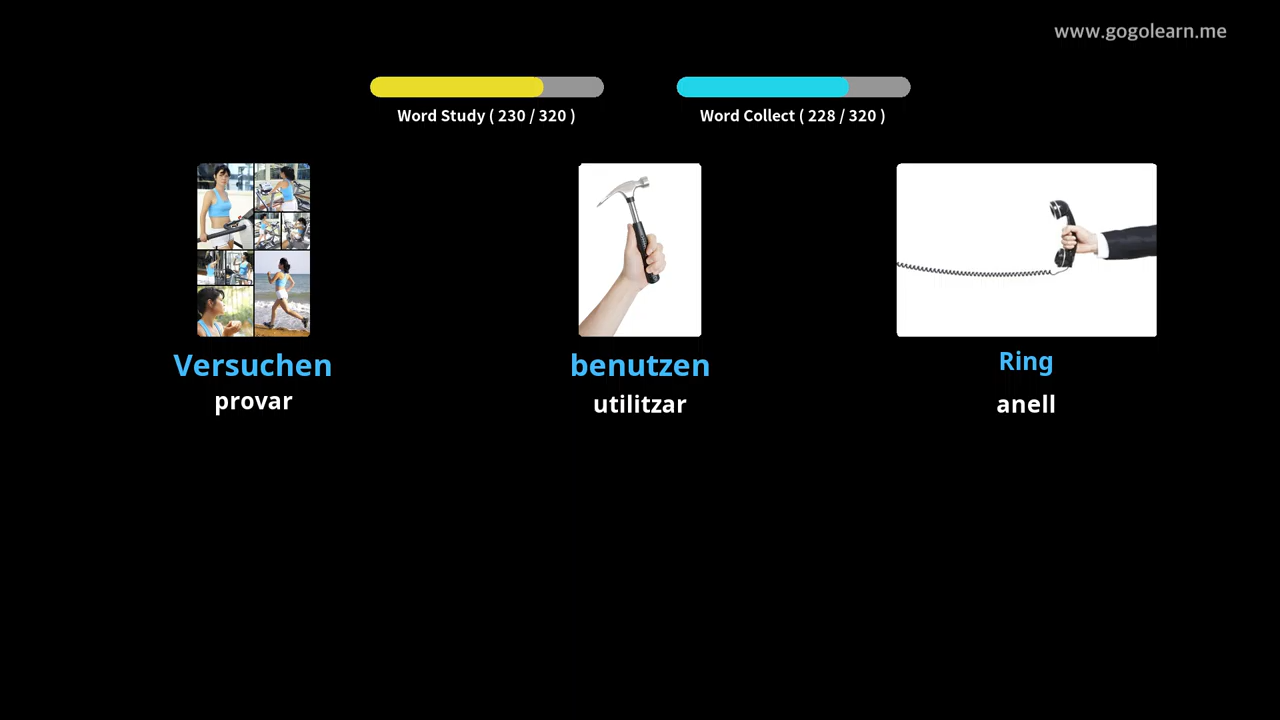 www.gogolearn.me
Word Study ( 230 / 320 )
Word Collect ( 228 / 320 )
Versuchen
provar
benutzen
utilitzar
Ring
anell